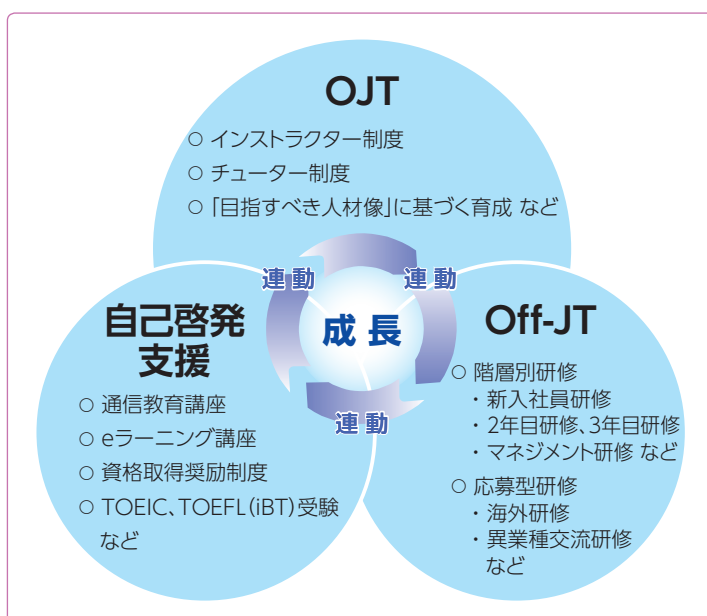 OJT
○ インストラクター制度
○ チューター制度
○ 「目指すべき人材像」に基づく育成 など
連動
連動
成長
連動
自己啓発
支援
○ 通信教育講座
○ eラーニング講座
○ 資格取得奨励制度
○ TOEIC、TOEFL(iBT)受験
など
Off-JT
○ 階層別研修
・ 新入社員研修
・ 2年目研修、3年目研修
・ マネジメント研修 など
○ 応募型研修
・ 海外研修
・ 異業種交流研修
など